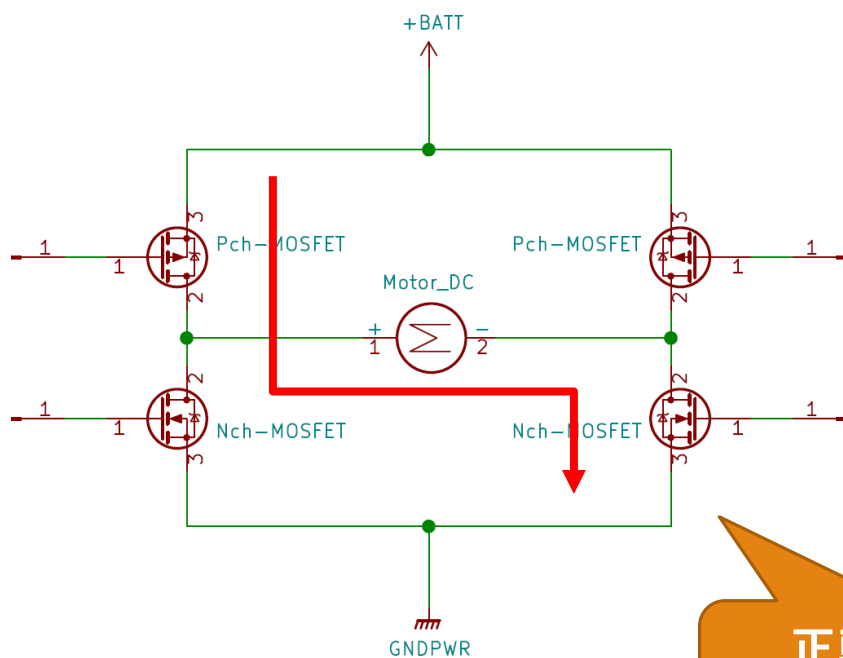 +BATT
3
3
1
Pch-MOSFET
Pch-MOSFET
1
1
1
2
Motor_DC
2
+
-
1
2
2
2
1
1
Nch-MOSFET
Nch-MOSFET
1
1
3
3
GNDPWR
正